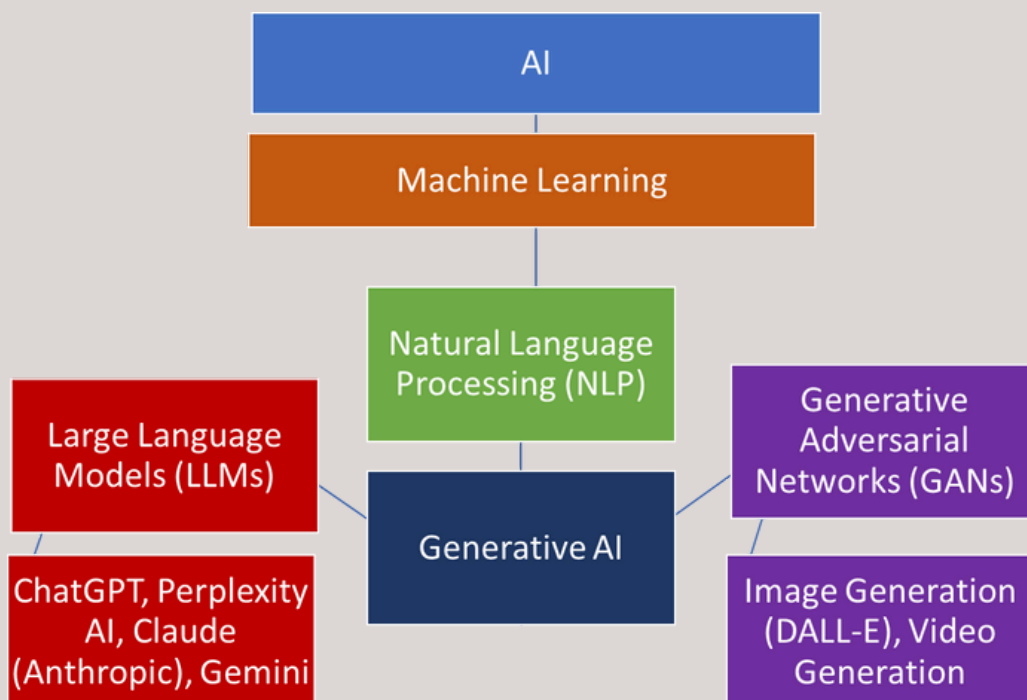 AI
Machine Learning
Natural Language
Processing (NLP)
Large Language
Models (LLMs)
Generative
Adversarial
Networks (GANs)
Generative AI
ChatGPT, Perplexity
AI, Claude
(Anthropic), Gemini
Image Generation
(DALL-E), Video
Generation